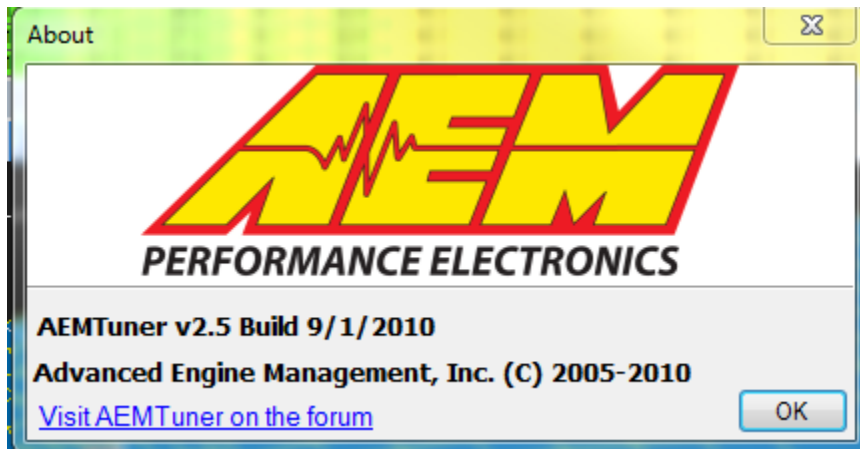 About
AEM
PERFORMANCE ELECTRONICS
AEMTuner v2.5 Build 9/1/2010
Advanced Engine Management, Inc. (C) 2005-2010
Visit AEMTuner on the forum
OK